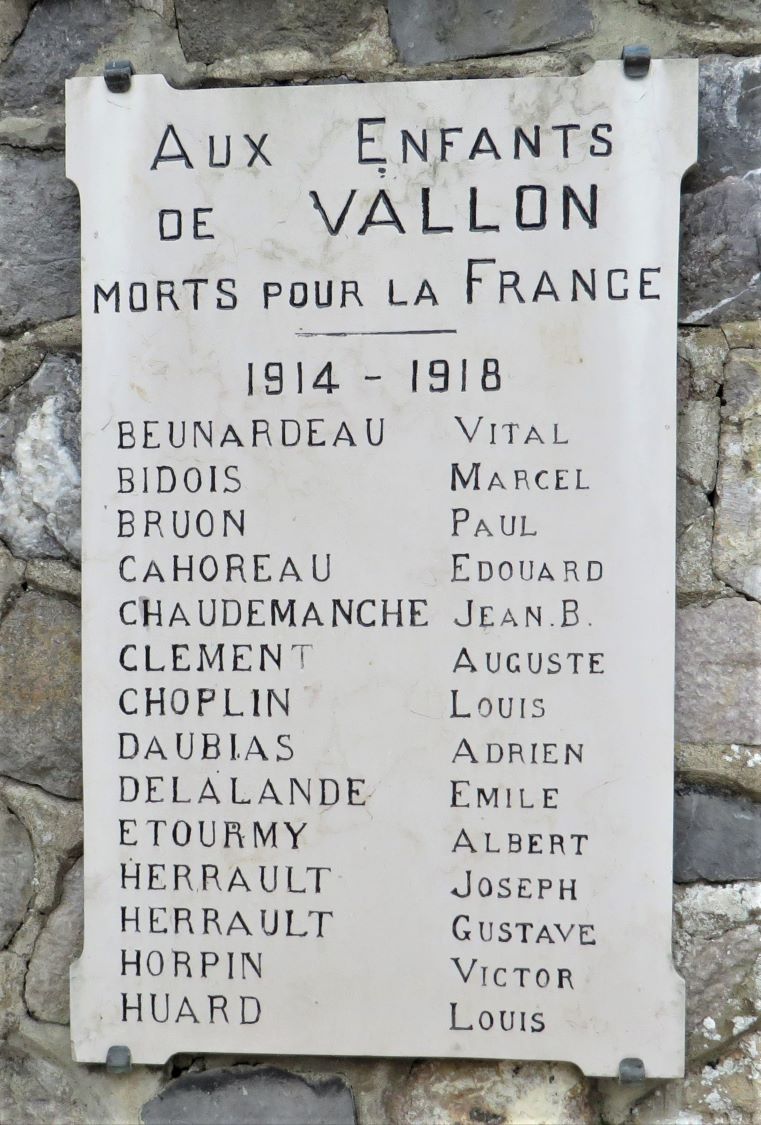 AUX ENFANTS
DE VALLON
MORTS POUR LA FRANCE
1914 - 1918
BEUNARDEAU VITAL
BIDOIS MARCEL
BRUON PAUL
CAHOREAU EDOUARD
CHAUDEMANCHE JEAN.B.
CLEMENT AUGUSTE
CHOPLIN LOUIS
DAUBIAS ADRIEN
DELALANDE EMILE
ETOURMY ALBERT
HERRAULT JOSEPH
HERRAULT GUSTAVE
HORPIN VICTOR
HUARD LOUIS